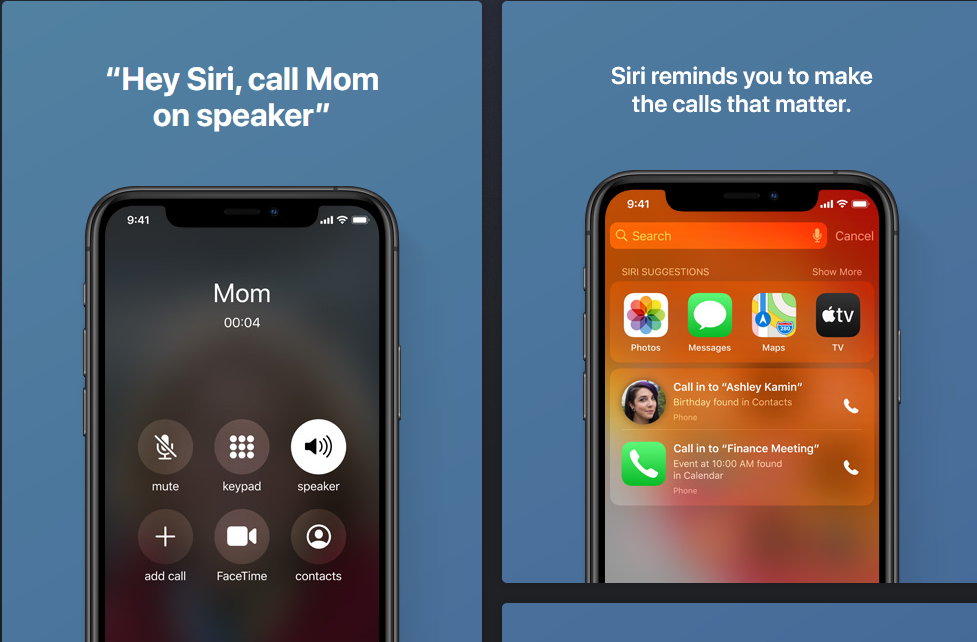 “Hey Siri, call Mom
on speaker”
9:41
Mom
00:04
mute
keypad
speaker
add call
FaceTime
contacts
Siri reminds you to make
the calls that matter.
9:41
Search
Cancel
SIRI SUGGESTIONS
Show More
tv
280
Photos
Messages
Maps
TV
Call in to “Ashley Kamin”
Birthday found in Contacts
Phone
Call in to “Finance Meeting”
Event at 10:00 AM found
in Calendar
Phone